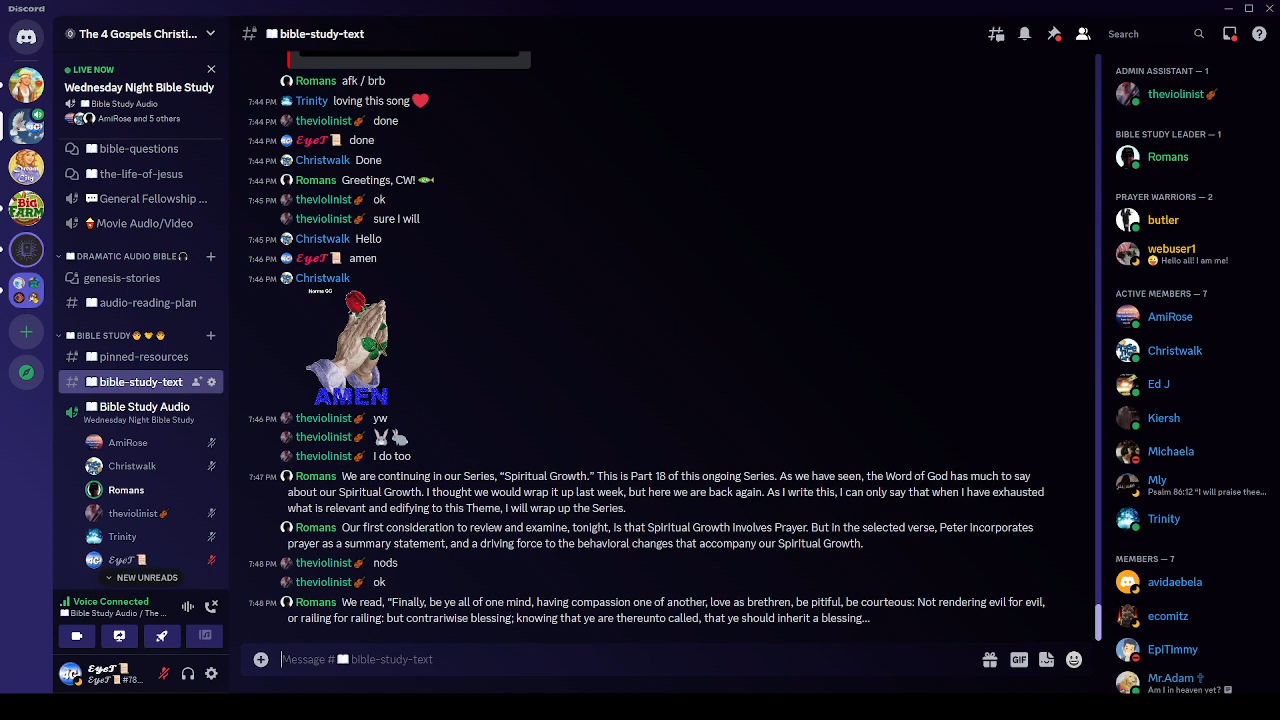 Discord
The 4 Gospels Christi...
LIVE NOW
Wednesday Night Bible Study
Bible Study Audio
AmiRose and 5 others
bible-questions
the-life-of-jesus
General Fellowship ...
Movie Audio/Video
DRAMATIC AUDIO BIBLE
genesis-stories
audio-reading-plan
BIBLE STUDY
pinned-resources
bible-study-text
Bible Study Audio
Wednesday Night Bible Study
AmiRose
Christwalk
Romans
theviolinist
Trinity
EyeT
NEW UNREADS
Voice Connected
Bible Study Audio / The ...
EyeT
EyeT #78...
bible-study-text
Search
Romans afk / brb
7:44 PM Trinity loving this song
7:44 PM theviolinist done
7:44 PM EyeT done
7:44 PM Christwalk Done
7:44 PM Romans Greetings, CW!
7:45 PM theviolinist ok
theviolinist sure I will
7:45 PM Christwalk Hello
7:46 PM EyeT amen
7:46 PM Christwalk
Norma GG
AMEN
7:46 PM theviolinist yw
theviolinist
theviolinist I do too
7:47 PM Romans We are continuing in our Series, “Spiritual Growth.” This is Part 18 of this ongoing Series. As we have seen, the Word of God has much to say
about our Spiritual Growth. I thought we would wrap it up last week, but here we are back again. As I write this, I can only say that when I have exhausted
what is relevant and edifying to this Theme, I will wrap up the Series.
Romans Our first consideration to review and examine, tonight, is that Spiritual Growth Involves Prayer. But in the selected verse, Peter incorporates
prayer as a summary statement, and a driving force to the behavioral changes that accompany our Spiritual Growth.
7:48 PM theviolinist nods
theviolinist ok
7:48 PM Romans We read, “Finally, be ye all of one mind, having compassion one of another, love as brethren, be pitiful, be courteous: Not rendering evil for evil,
or railing for railing: but contrariwise blessing; knowing that ye are thereunto called, that ye should inherit a blessing...
Message # bible-study-text
GIF
ADMIN ASSISTANT — 1
theviolinist
BIBLE STUDY LEADER — 1
Romans
PRAYER WARRIORS — 2
butler
webuser1
Hello all! I am me!
ACTIVE MEMBERS — 7
AmiRose
Christwalk
Ed J
Kiersh
Michaela
Mly
Psalm 86:12 “I will praise thee...
Trinity
MEMBERS — 7
avidaebela
ecomitz
EpiTimmy
Mr.Adam ✝
Am I in heaven yet?